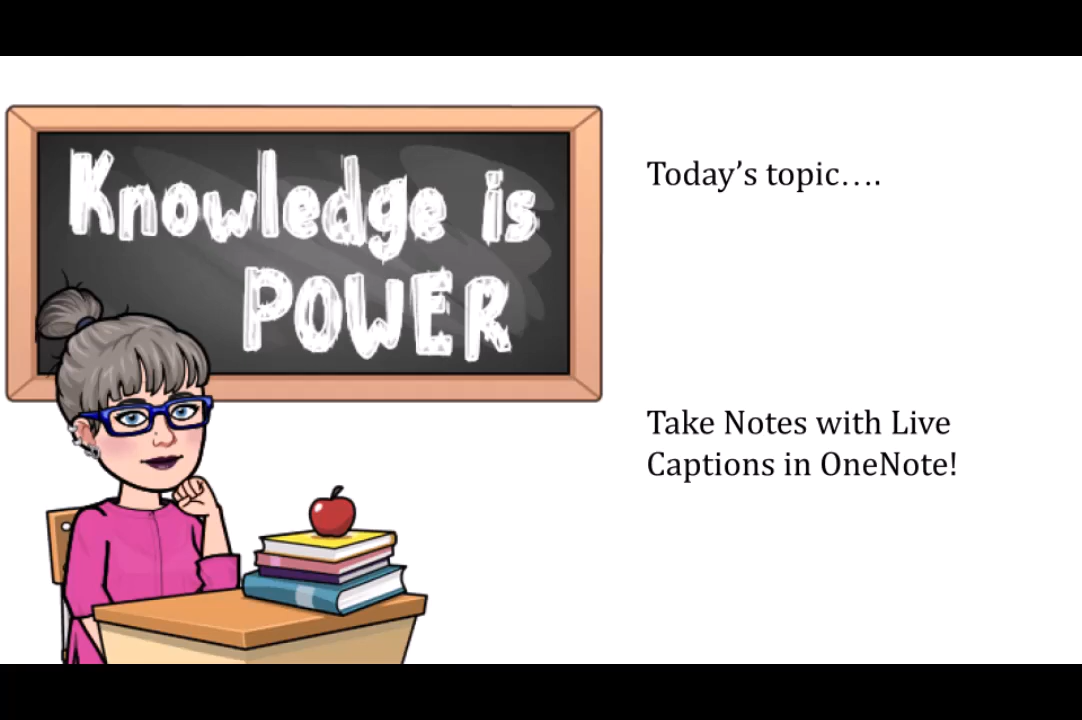 Knowledge is
POWER
Today’s topic….
Take Notes with Live
Captions in OneNote!